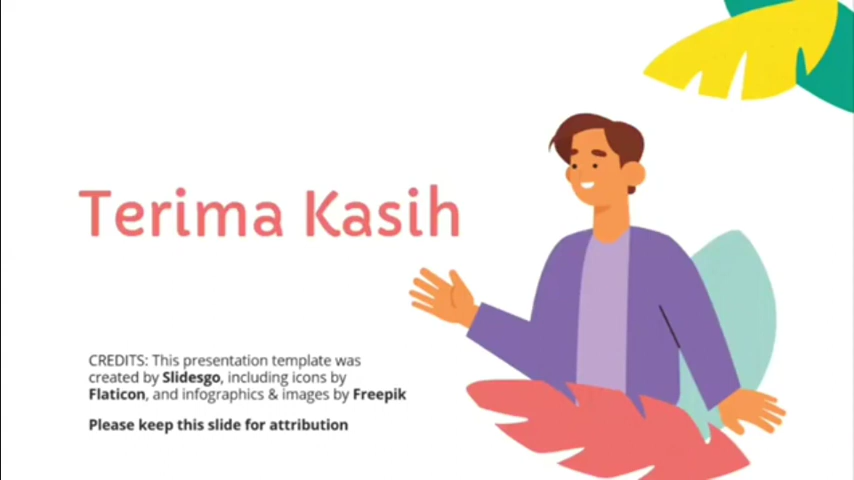 Terima Kasih
CREDITS: This presentation template was
created by Slidesgo, including icons by
Flaticon, and infographics & images by Freepik
Please keep this slide for attribution